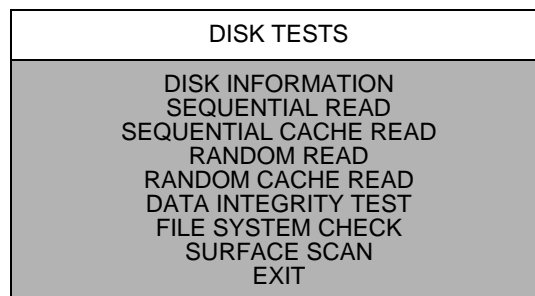 DISK TESTS
DISK INFORMATION
SEQUENTIAL READ
SEQUENTIAL CACHE READ
RANDOM READ
RANDOM CACHE READ
DATA INTEGRITY TEST
FILE SYSTEM CHECK
SURFACE SCAN
EXIT